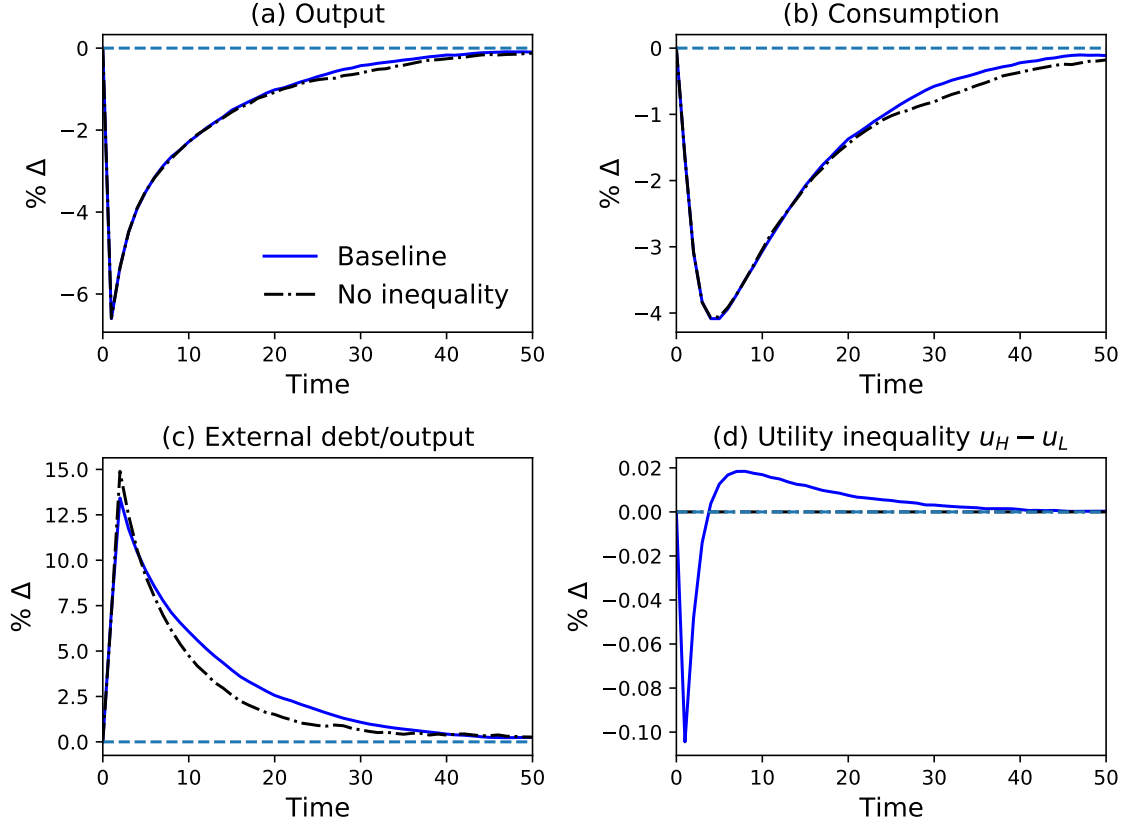 (a) Output
0
−2
−4
−6
% Δ
Baseline
No inequality
0 10 20 30 40 50
Time
(b) Consumption
0
−1
−2
−3
−4
% Δ
0 10 20 30 40 50
Time
(c) External debt/output
15.0
12.5
10.0
7.5
5.0
2.5
0.0
% Δ
0 10 20 30 40 50
Time
(d) Utility inequality u_H − u_L
0.02
0.00
−0.02
−0.04
−0.06
−0.08
−0.10
% Δ
0 10 20 30 40 50
Time